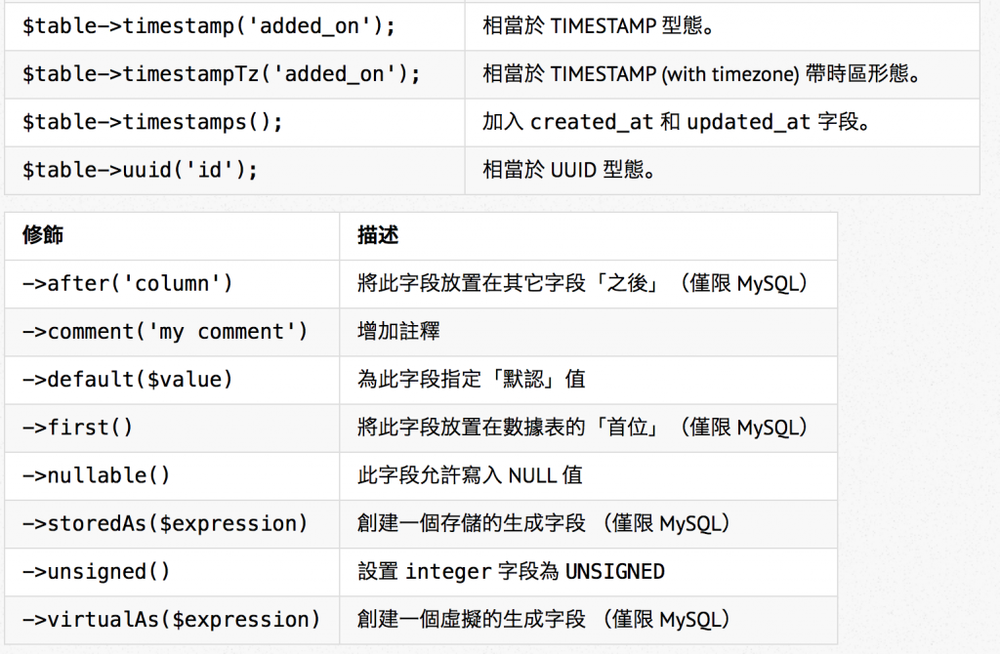 $table->timestamp('added_on'); 相當於 TIMESTAMP 型態。
$table->timestampTz('added_on'); 相當於 TIMESTAMP (with timezone) 帶時區形態。
$table->timestamps(); 加入 created_at 和 updated_at 字段。
$table->uuid('id'); 相當於 UUID 型態。
修飾 描述
->after('column') 將此字段放置在其它字段「之後」（僅限 MySQL）
->comment('my comment') 增加註釋
->default($value) 為此字段指定「默認」值
->first() 將此字段放置在數據表的「首位」（僅限 MySQL）
->nullable() 此字段允許寫入 NULL 值
->storedAs($expression) 創建一個存儲的生成字段 （僅限 MySQL）
->unsigned() 設置 integer 字段為 UNSIGNED
->virtualAs($expression) 創建一個虛擬的生成字段 （僅限 MySQL）